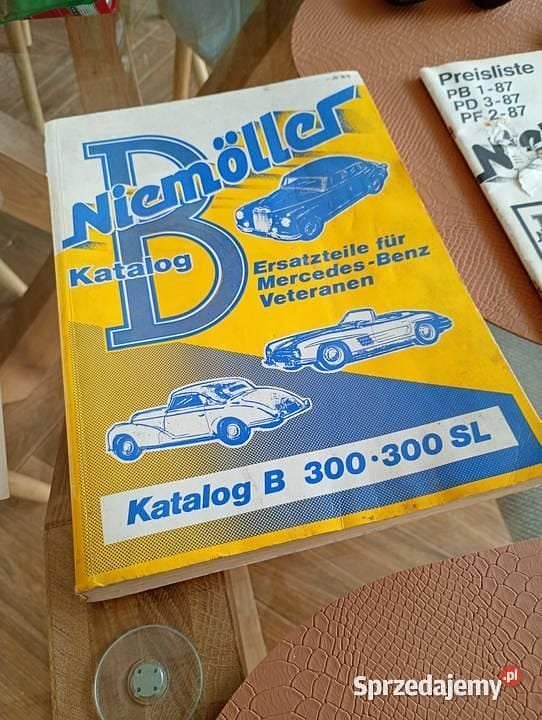 B
Niemöller
Katalog
Ersatzteile für
Mercedes-Benz
Veteranen
Katalog B 300·300 SL
Preisliste
PB 1-87
PD 3-87
PF 2-87
Sprzedajemy.pl